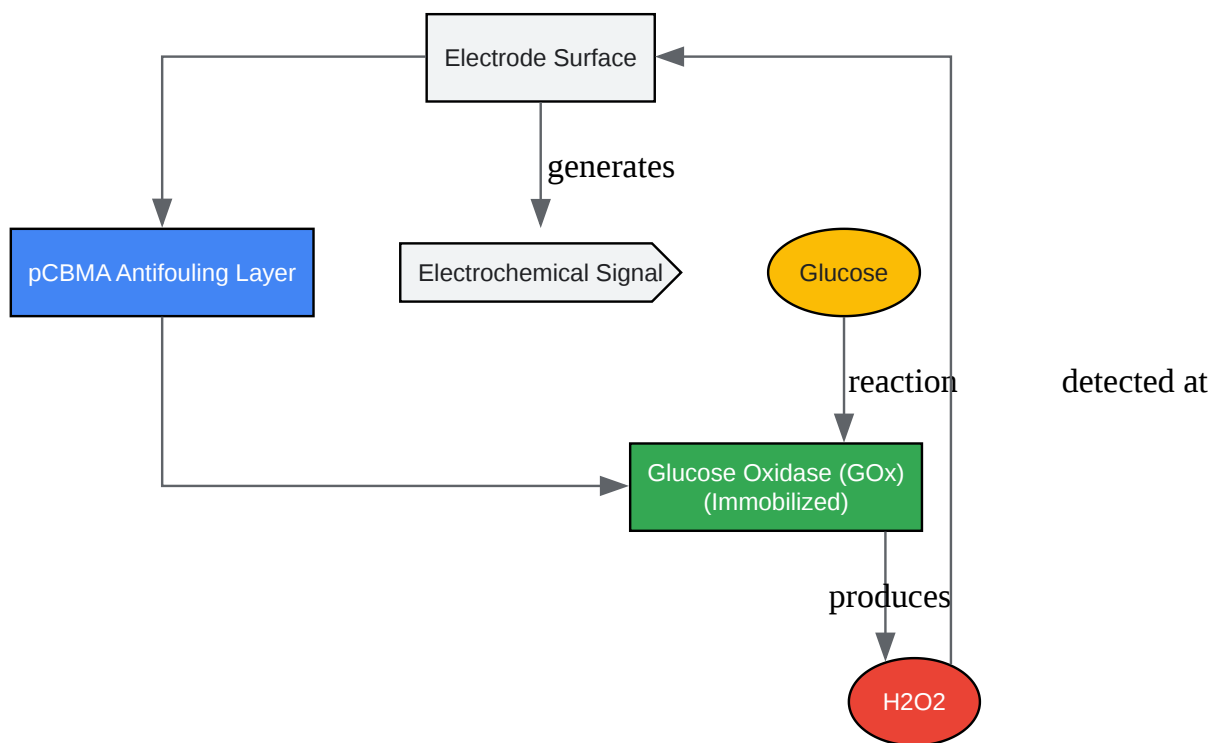 Electrode Surface
generates
pCBMA Antifouling Layer
Electrochemical Signal
Glucose
reaction
detected at
Glucose Oxidase (GOx)
(Immobilized)
produces
H2O2